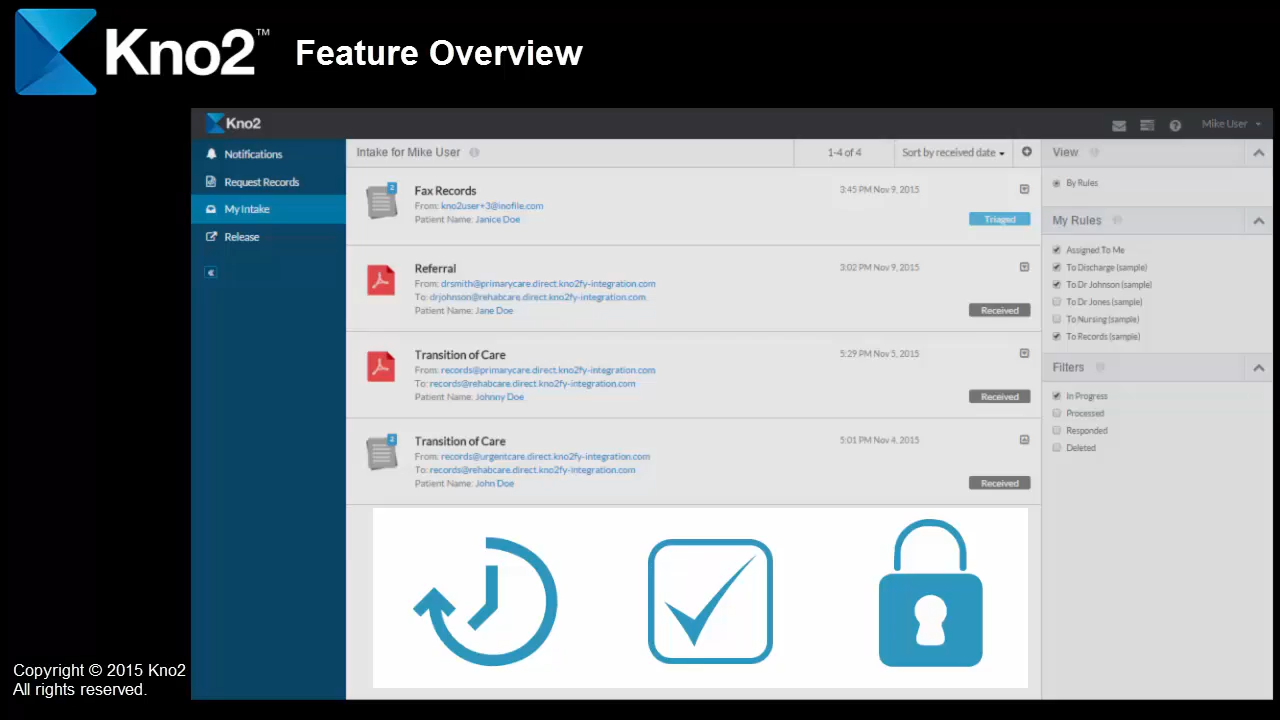 Kno2™ Feature Overview
Kno2
Mike User
Notifications
Request Records
My Intake
Release
Intake for Mike User
1-4 of 4
Sort by received date
Fax Records
3:45 PM Nov 9, 2015
From: kno2user+3@inofile.com
Patient Name: Janice Doe
2
Triaged
Referral
3:02 PM Nov 9, 2015
From: drsmith@primarycare.direct.kno2fy-integration.com
To: drjohnson@rehabcare.direct.kno2fy-integration.com
Patient Name: Jane Doe
Received
Transition of Care
5:29 PM Nov 5, 2015
From: records@primarycare.direct.kno2fy-integration.com
To: records@rehabcare.direct.kno2fy-integration.com
Patient Name: Johnny Doe
Received
Transition of Care
5:01 PM Nov 4, 2015
From: records@urgentcare.direct.kno2fy-integration.com
To: records@rehabcare.direct.kno2fy-integration.com
Patient Name: John Doe
2
Received
View
By Rules
My Rules
Assigned To Me
To Discharge (sample)
To Dr Johnson (sample)
To Dr Jones (sample)
To Nursing (sample)
To Records (sample)
Filters
In Progress
Processed
Responded
Deleted
Copyright © 2015 Kno2
All rights reserved.